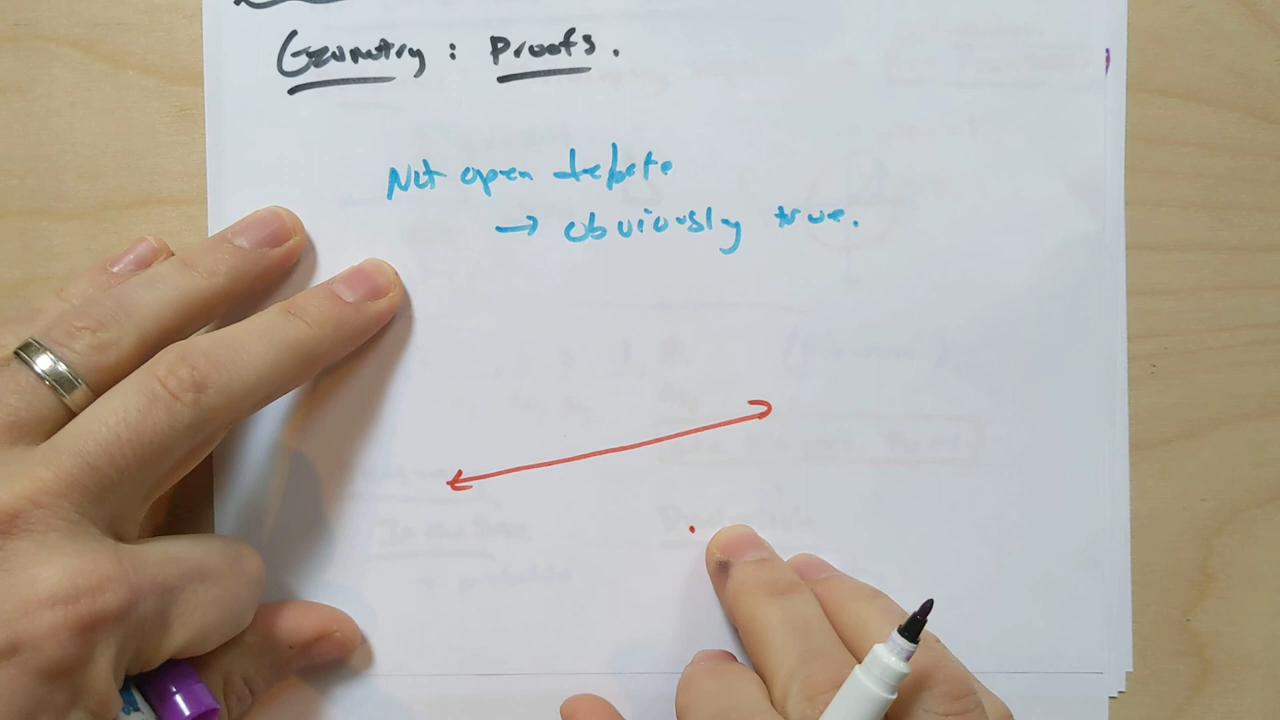 Geometry : Proofs.
Not open debate
→ obviously true.